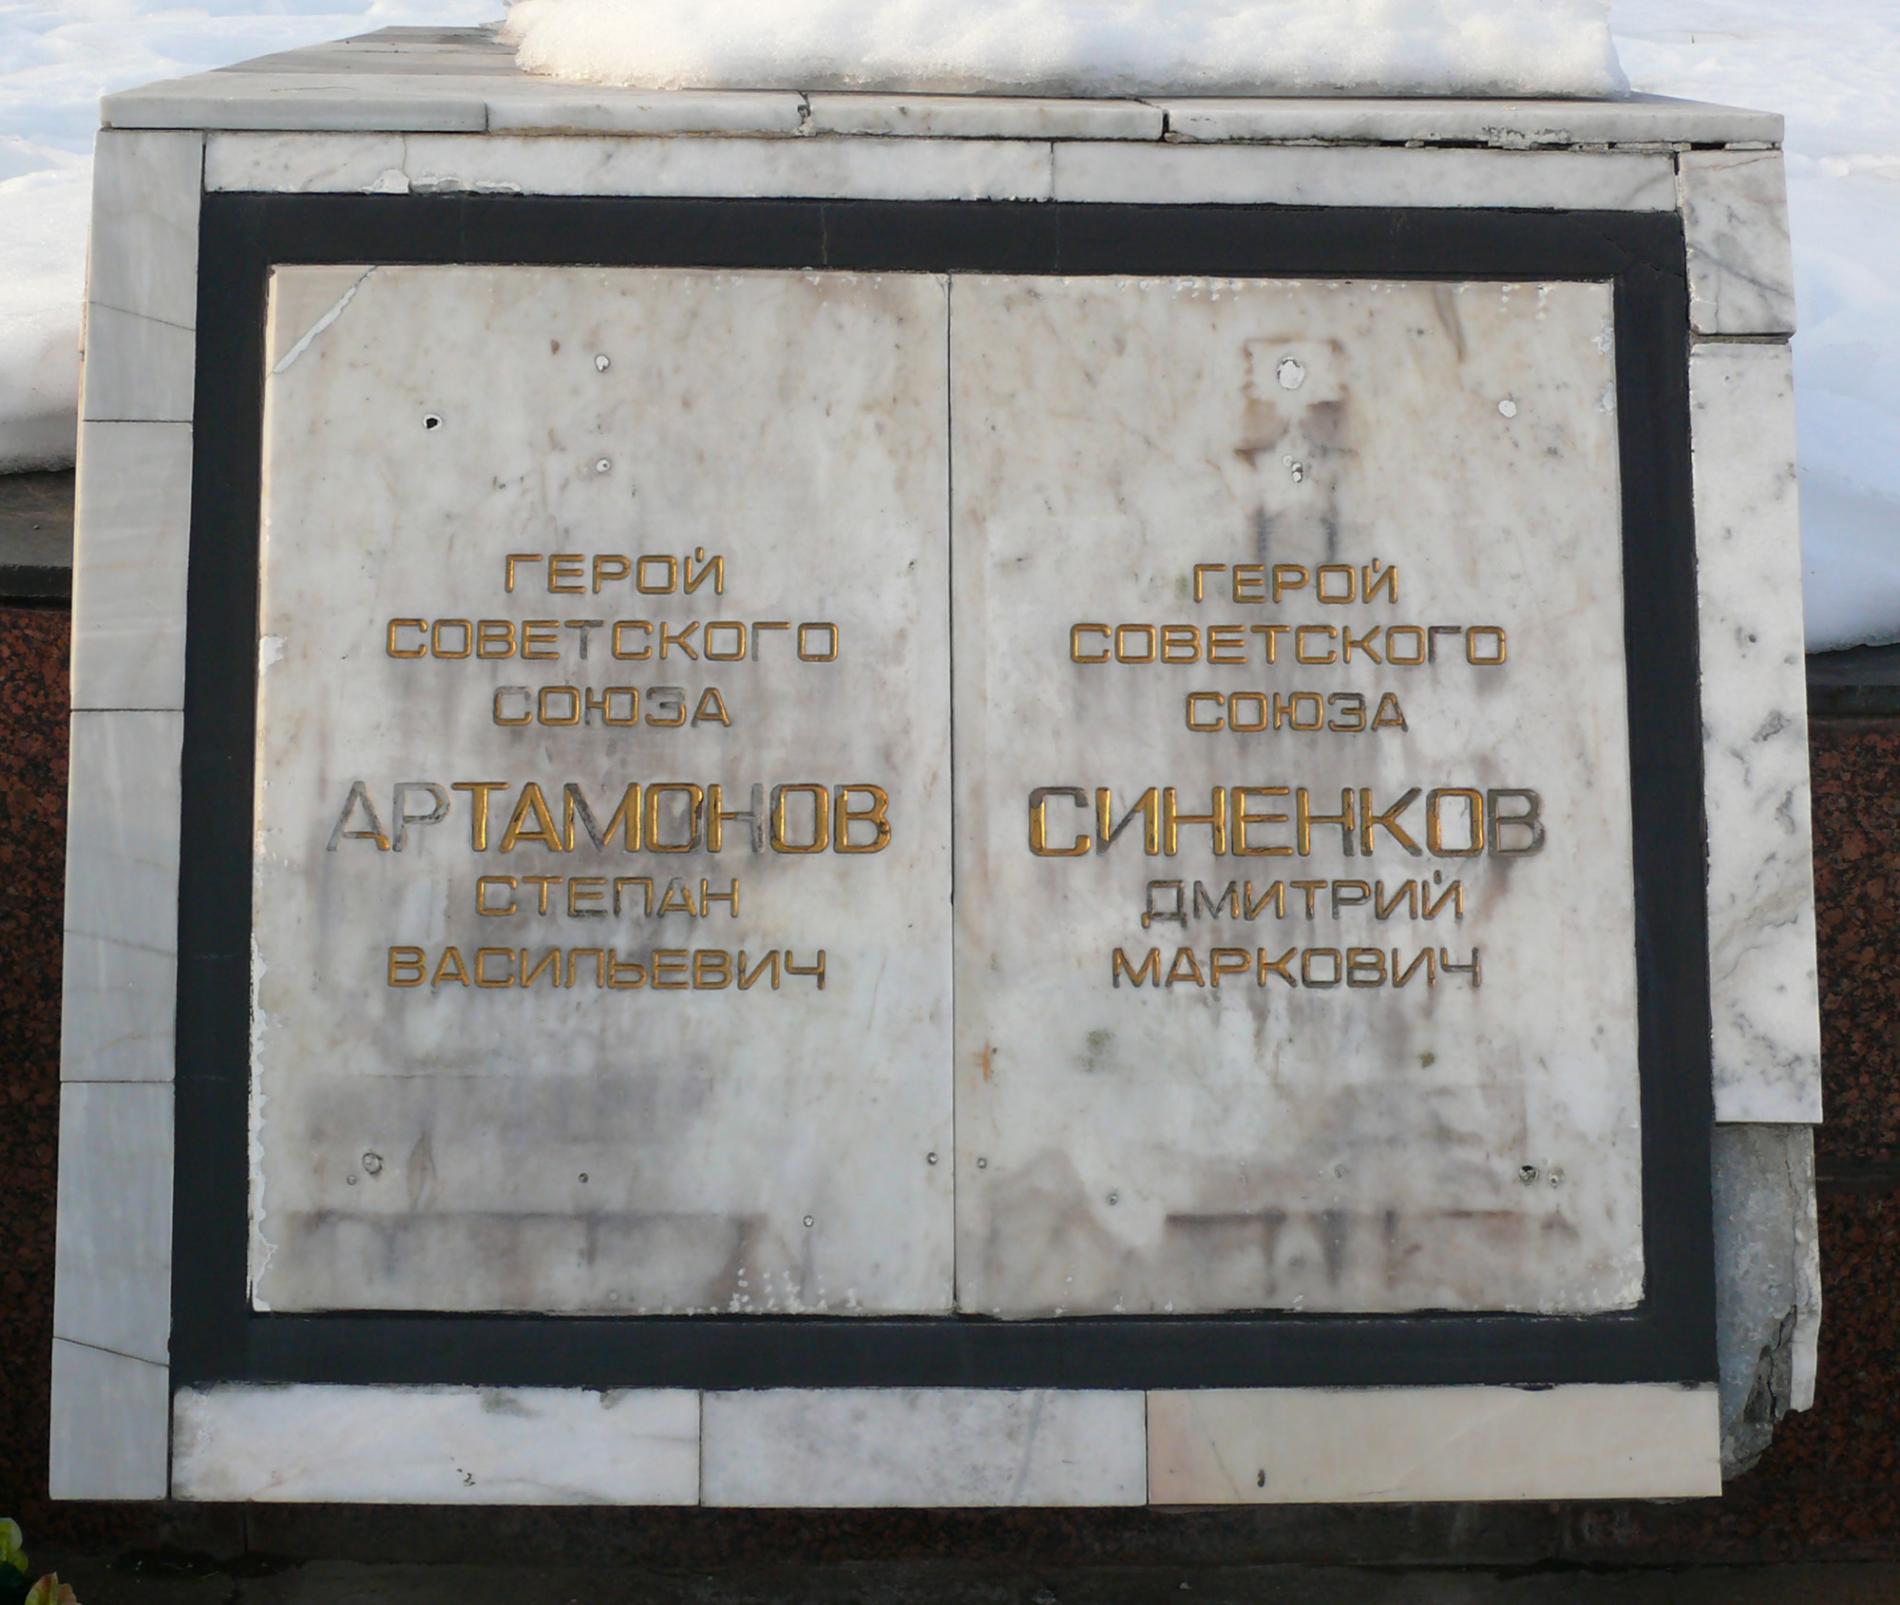 ГЕРОЙ
СОВЕТСКОГО
СОЮЗА
АРТАМОНОВ
СТЕПАН
ВАСИЛЬЕВИЧ
ГЕРОЙ
СОВЕТСКОГО
СОЮЗА
СИНЕНКОВ
ДМИТРИЙ
МАРКОВИЧ